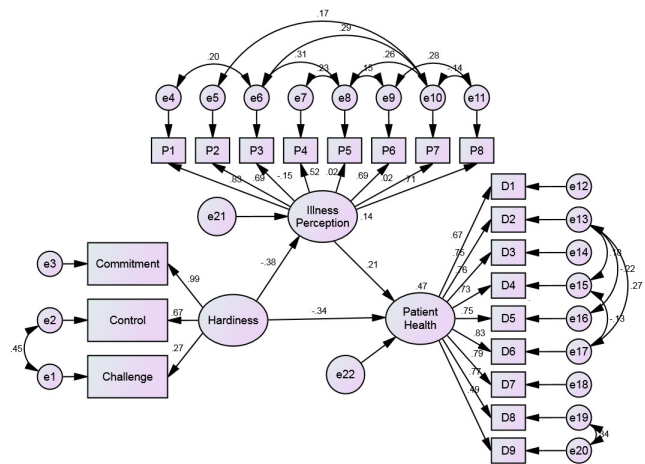 .17
.29
.20
.31
.26
.28
.23
.15
-.14
e4
e5
e6
e7
e8
e9
e10
e11
P1
P2
P3
P4
P5
P6
P7
P8
.83
.69
-.15
.52
.02
.69
.02
.71
Illness
Perception
.14
e21
D1
e12
D2
e13
D3
e14
D4
e15
D5
e16
D6
e17
D7
e18
D8
e19
D9
e20
-.22
.27
-.13
.67
.75
.76
.73
.75
.83
.79
.77
.49
e3
Commitment
.99
-.38
.21
.47
e2
Control
.67
Hardiness
-.34
Patient
Health
.45
.27
e1
Challenge
e22